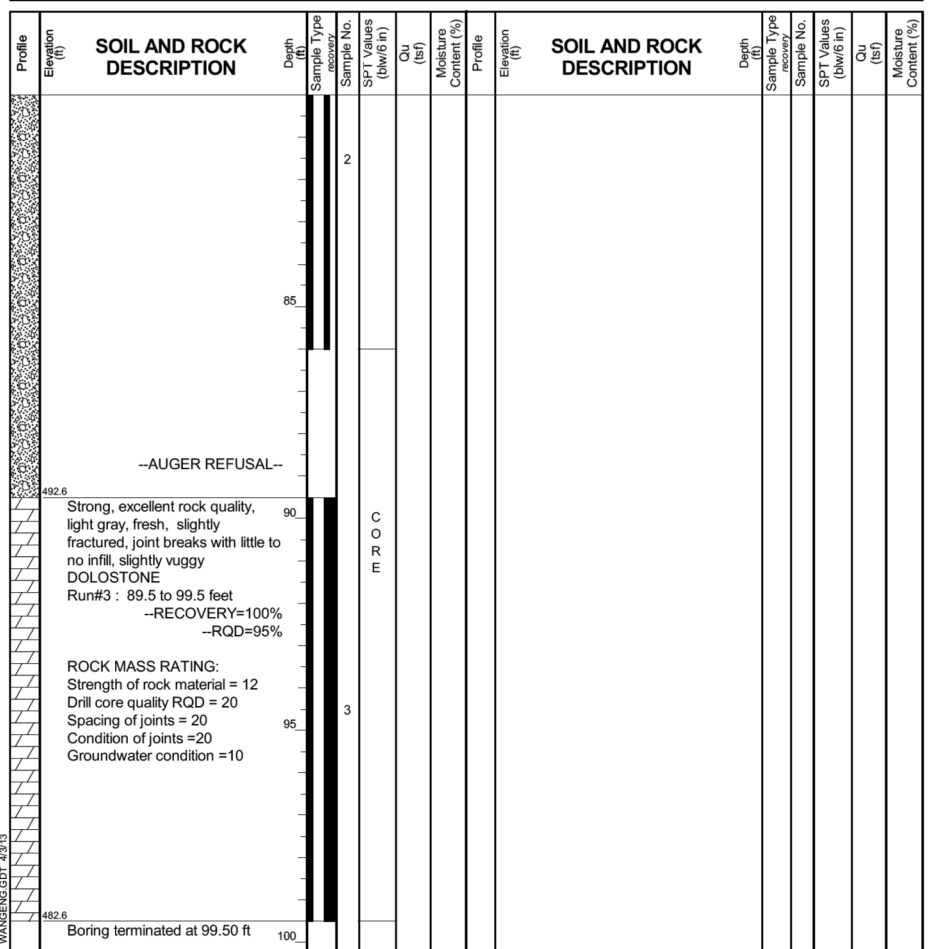 Profile
Elevation
(ft)
SOIL AND ROCK
DESCRIPTION
Depth
(ft)
Sample Type
recovery
Sample No.
SPT Values
(blw/6 in)
Qu
(tsf)
Moisture
Content (%)
Profile
Elevation
(ft)
SOIL AND ROCK
DESCRIPTION
Depth
(ft)
Sample Type
recovery
Sample No.
SPT Values
(blw/6 in)
Qu
(tsf)
Moisture
Content (%)
2
85
--AUGER REFUSAL--
492.6
Strong, excellent rock quality,
light gray, fresh, slightly
fractured, joint breaks with little to
no infill, slightly vuggy
DOLOSTONE
Run#3 : 89.5 to 99.5 feet
--RECOVERY=100%
--RQD=95%
90
C
O
R
E
ROCK MASS RATING:
Strength of rock material = 12
Drill core quality RQD = 20
Spacing of joints = 20
Condition of joints =20
Groundwater condition =10
3
95
482.6
Boring terminated at 99.50 ft
100
WANGENG.GDT 4/3/13